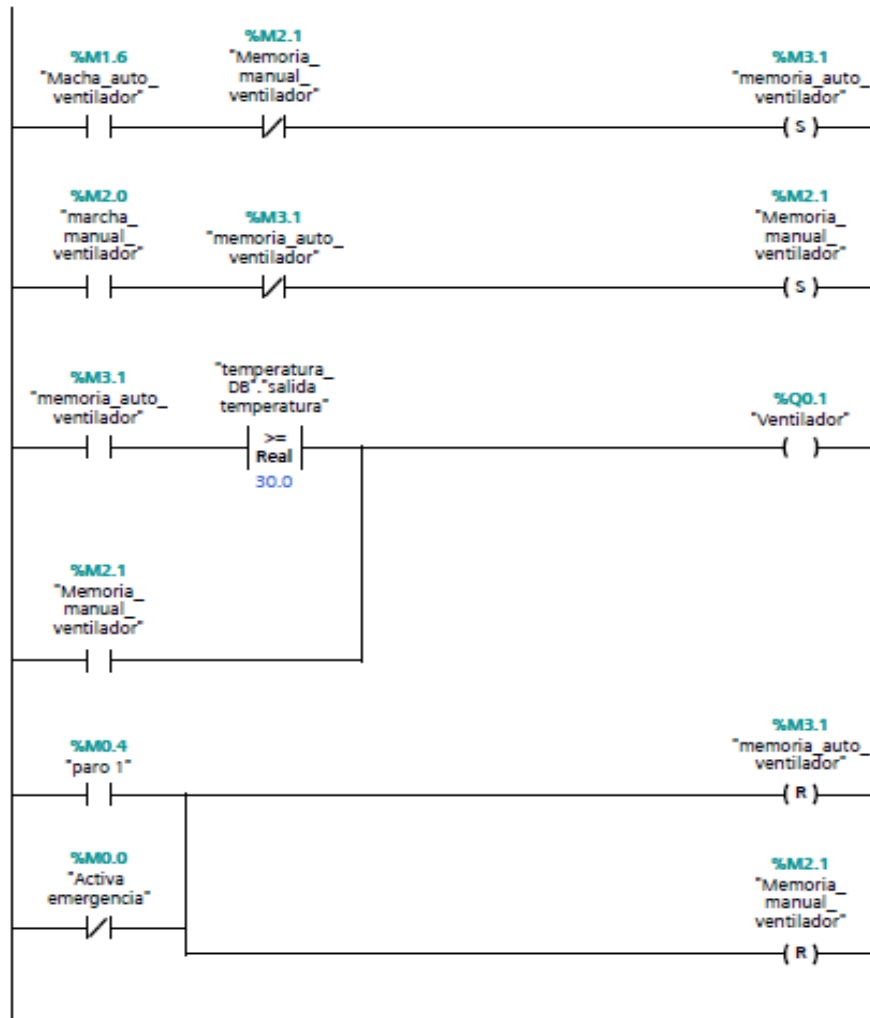 %M1.6
"Macha_auto_
ventilador"
%M2.1
"Memoria_
manual_
ventilador"
%M3.1
"memoria_auto_
ventilador"
S
%M2.0
"marcha_
manual_
ventilador"
%M3.1
"memoria_auto_
ventilador"
%M2.1
"Memoria_
manual_
ventilador"
S
%M3.1
"memoria_auto_
ventilador"
"temperatura_
DB"."salida
temperatura"
>=
Real
30.0
%Q0.1
"Ventilador"
%M2.1
"Memoria_
manual_
ventilador"
%M0.4
"paro 1"
%M3.1
"memoria_auto_
ventilador"
R
%M0.0
"Activa
emergencia"
%M2.1
"Memoria_
manual_
ventilador"
R